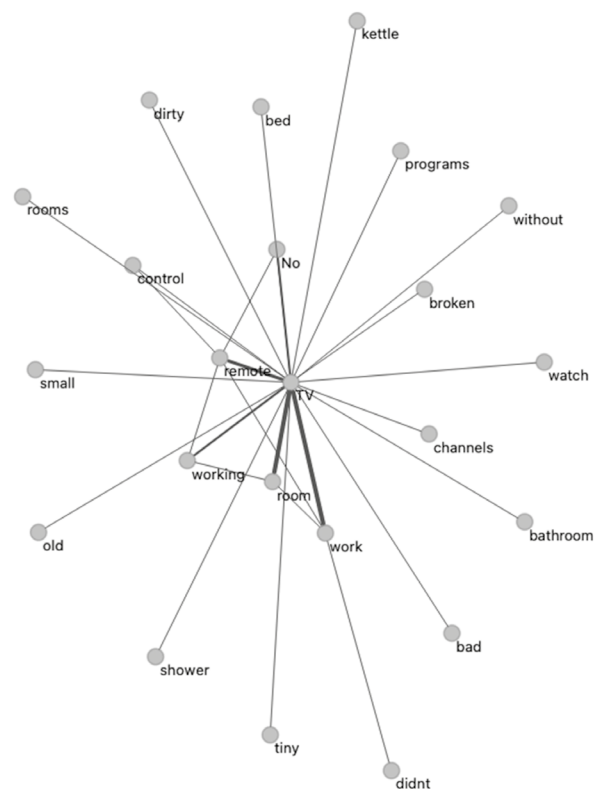 kettle
dirty
bed
programs
rooms
without
No
control
broken
remote
watch
small
TV
channels
working
room
bathroom
old
work
bad
shower
tiny
didnt